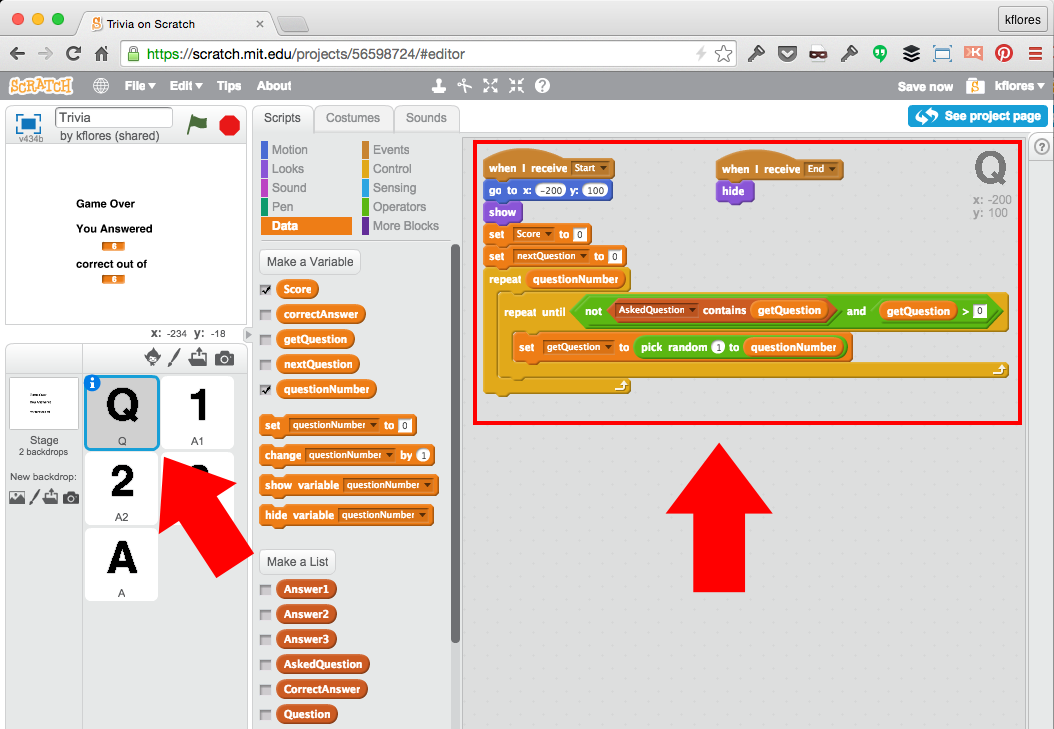 Trivia on Scratch
kflores
https://scratch.mit.edu/projects/56598724/#editor
SCRATCH
File Edit Tips About
Save now
kflores
v434b
Trivia
by kflores (shared)
Scripts Costumes Sounds
See project page
Game Over
You Answered
6
correct out of
6
x: -234 y: -18
Motion Events
Looks Control
Sound Sensing
Pen Operators
Data More Blocks
Make a Variable
Score
correctAnswer
getQuestion
nextQuestion
questionNumber
set questionNumber to 0
change questionNumber by 1
show variable questionNumber
hide variable questionNumber
Make a List
Answer1
Answer2
Answer3
AskedQuestion
CorrectAnswer
Question
Stage
2 backdrops
New backdrop:
Q
Q
1
A1
2
A2
A
A
when I receive Start
go to x: -200 y: 100
show
set Score to 0
set nextQuestion to 0
repeat questionNumber
repeat until not AskedQuestion contains getQuestion and getQuestion > 0
set getQuestion to pick random 1 to questionNumber
when I receive End
hide
Q
x: -200
y: 100